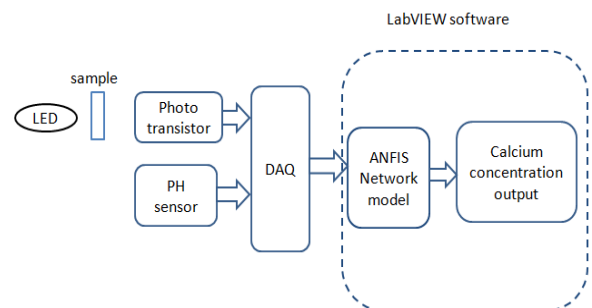 LabVIEW software
sample
LED
Photo
transistor
PH
sensor
DAQ
ANFIS
Network
model
Calcium
concentration
output